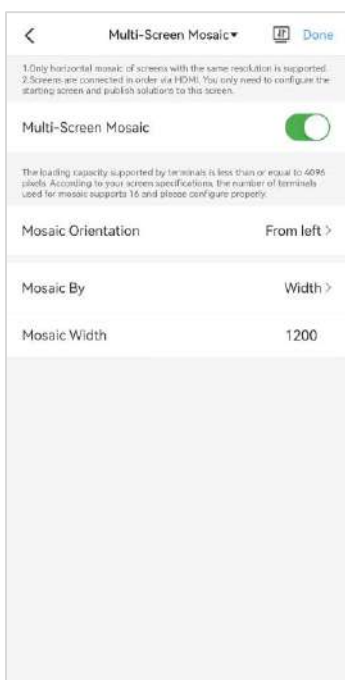 Multi-Screen Mosaic▾
Done
1.Only horizontal mosaic of screens with the same resolution is supported.
2.Screens are connected in order via HDMI. You only need to configure the
starting screen and publish solutions to this screen.
Multi-Screen Mosaic
The loading capacity supported by terminals is less than or equal to 4096
pixels. According to your screen specifications, the number of terminals
used for mosaic supports 16 and please configure properly.
Mosaic Orientation
From left >
Mosaic By
Width >
Mosaic Width
1200